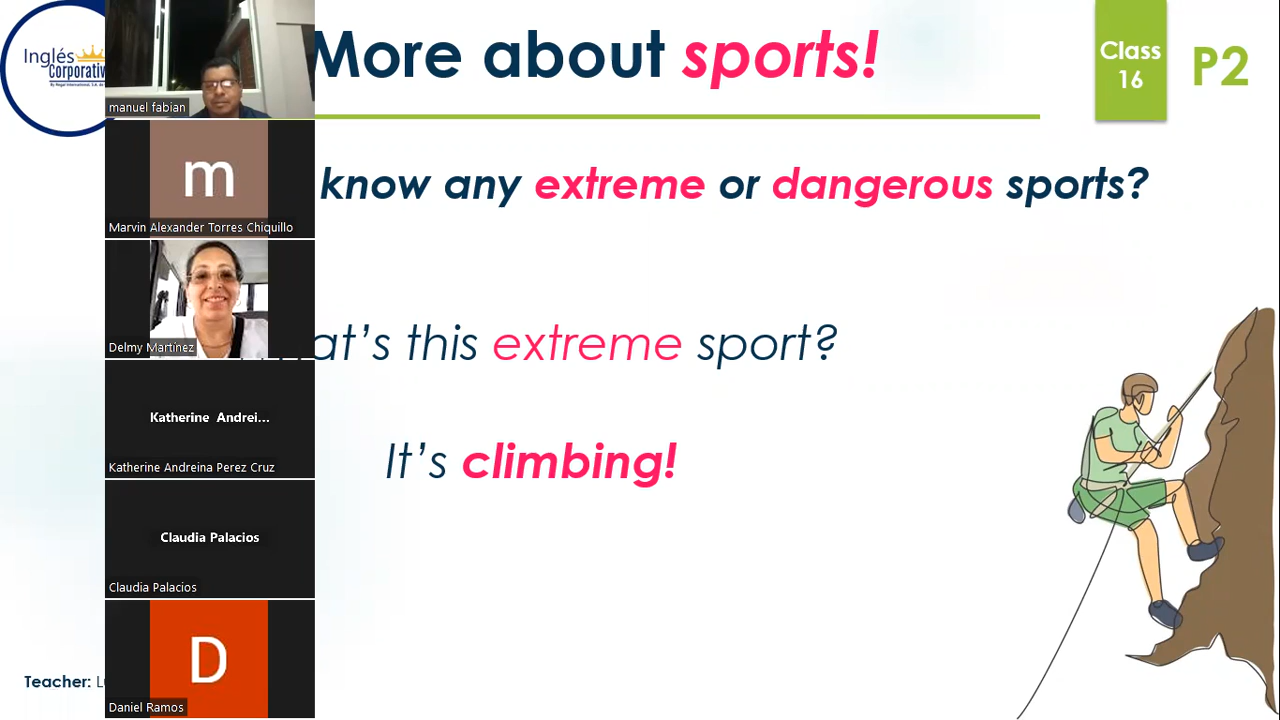 Inglés
Corporativ
More about sports!
Class
16
P2
manuel fabian
know any extreme or dangerous sports?
m
Marvin Alexander Torres Chiquillo
at's this extreme sport?
Delmy Martínez
Katherine Andrei...
Katherine Andreina Perez Cruz
It's climbing!
Claudia Palacios
Claudia Palacios
D
Daniel Ramos
Teacher: